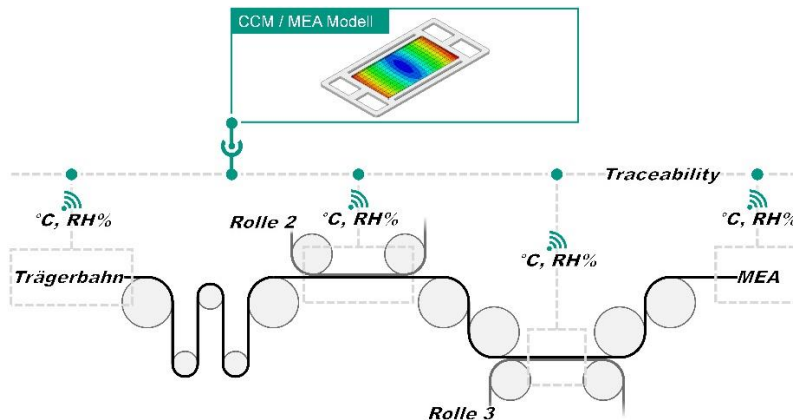 CCM / MEA Modell
Traceability
°C, RH%
Rolle 2
°C, RH%
°C, RH%
°C, RH%
Trägerbahn
MEA
Rolle 3